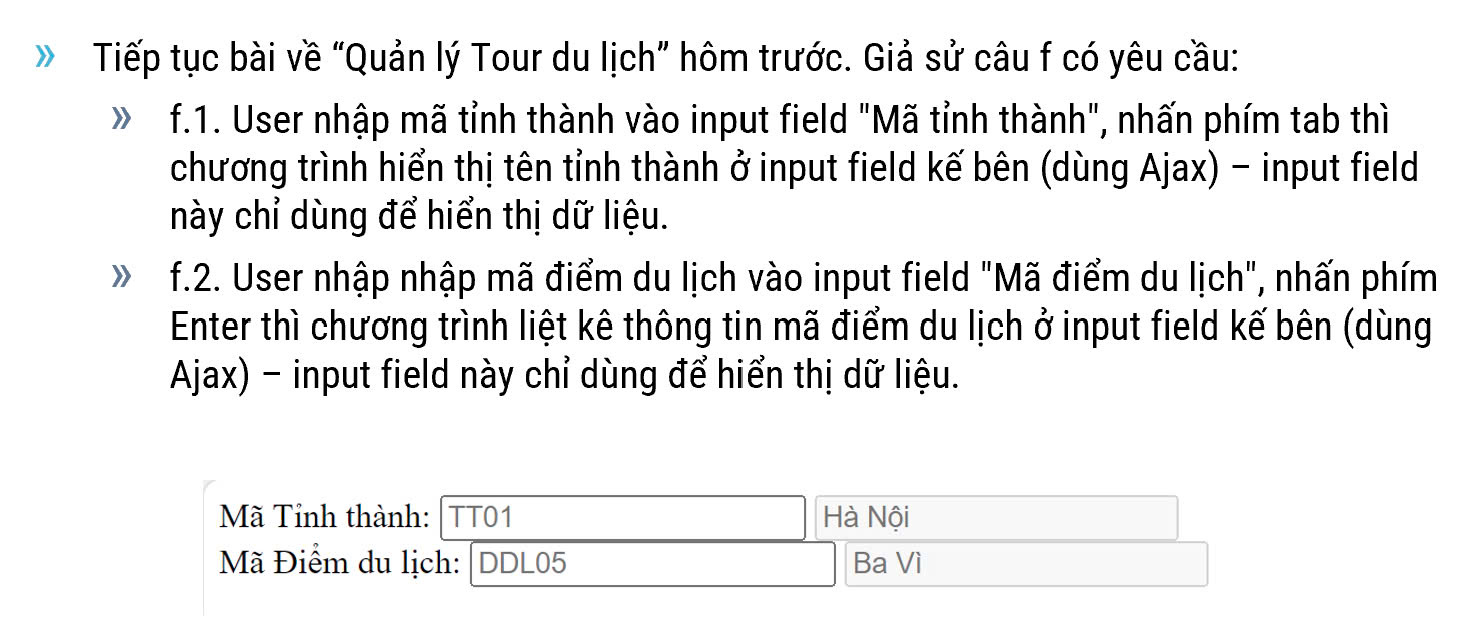 » Tiếp tục bài về “Quản lý Tour du lịch” hôm trước. Giả sử câu f có yêu cầu:
» f.1. User nhập mã tỉnh thành vào input field "Mã tỉnh thành", nhấn phím tab thì
chương trình hiển thị tên tỉnh thành ở input field kế bên (dùng Ajax) – input field
này chỉ dùng để hiển thị dữ liệu.
» f.2. User nhập nhập mã điểm du lịch vào input field "Mã điểm du lịch", nhấn phím
Enter thì chương trình liệt kê thông tin mã điểm du lịch ở input field kế bên (dùng
Ajax) – input field này chỉ dùng để hiển thị dữ liệu.
Mã Tỉnh thành: TT01 Hà Nội
Mã Điểm du lịch: DDL05 Ba Vì